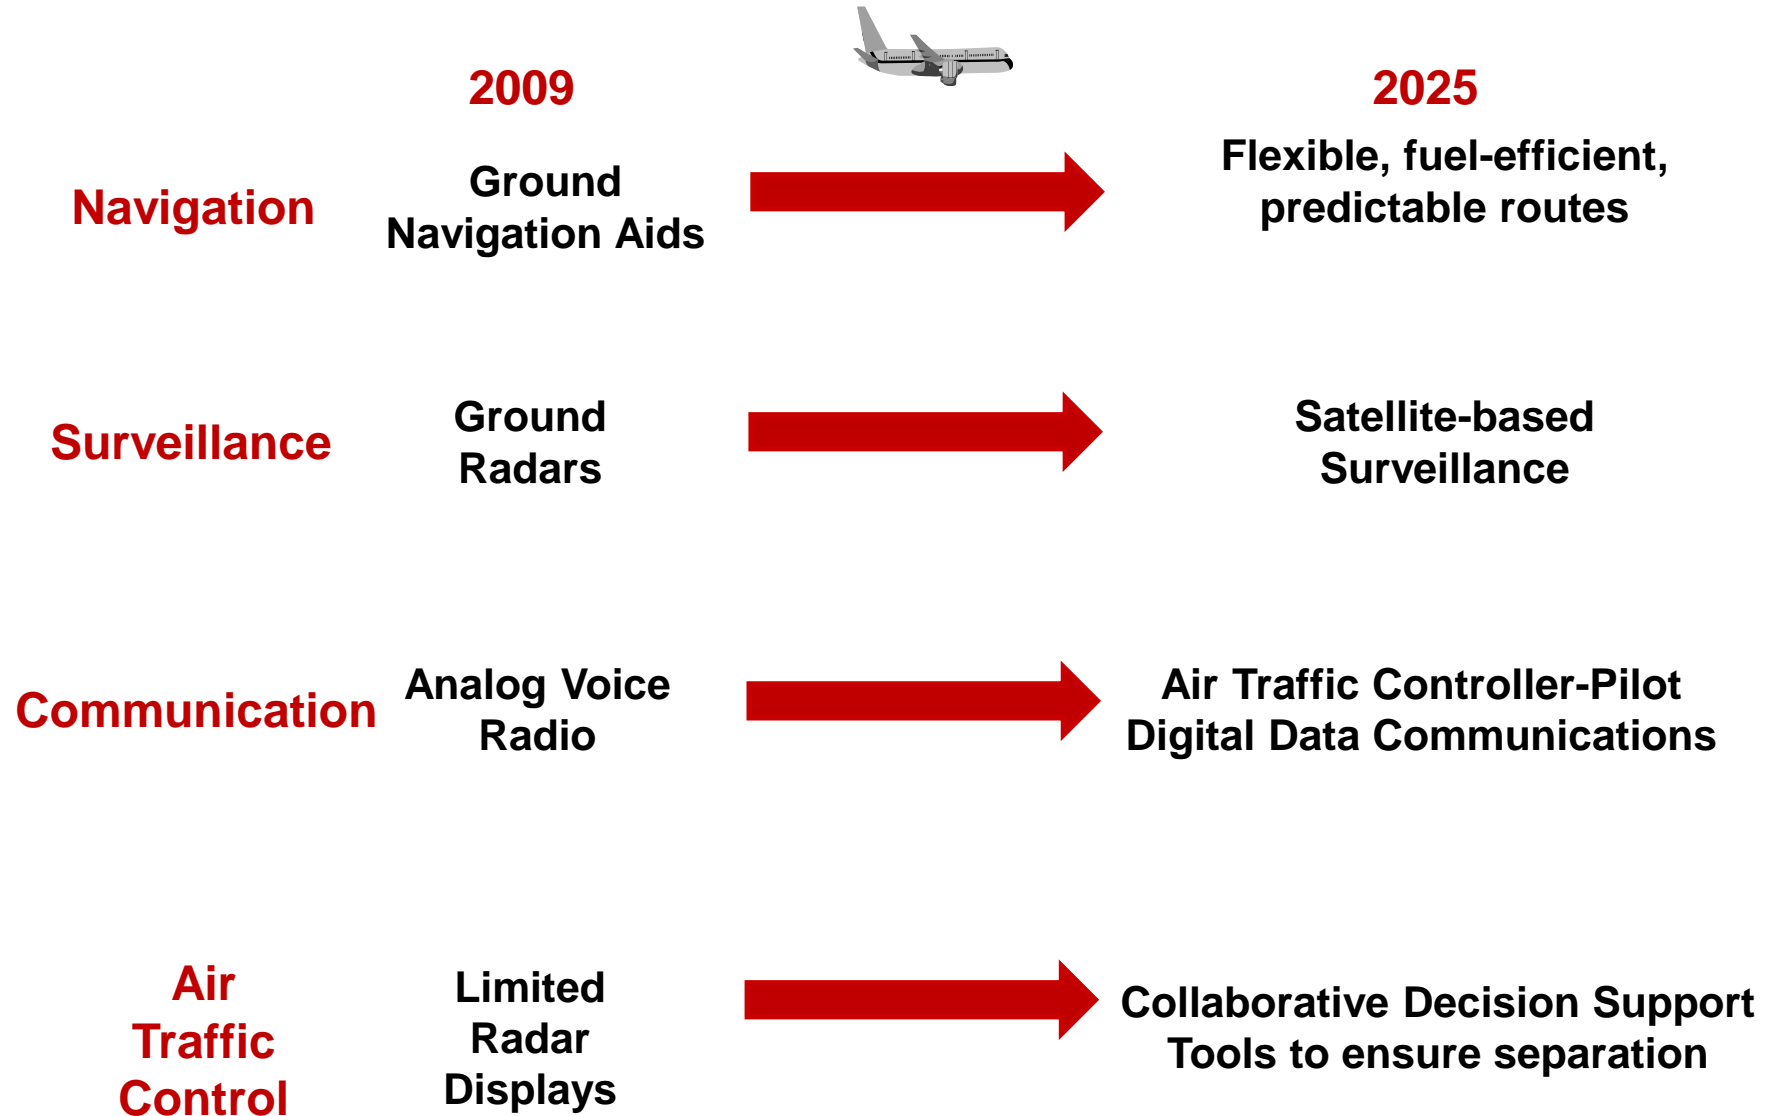 2009
2025
Navigation
Ground
Navigation Aids
Flexible, fuel-efficient,
predictable routes
Surveillance
Ground
Radars
Satellite-based
Surveillance
Communication
Analog Voice
Radio
Air Traffic Controller-Pilot
Digital Data Communications
Air
Traffic
Control
Limited
Radar
Displays
Collaborative Decision Support
Tools to ensure separation